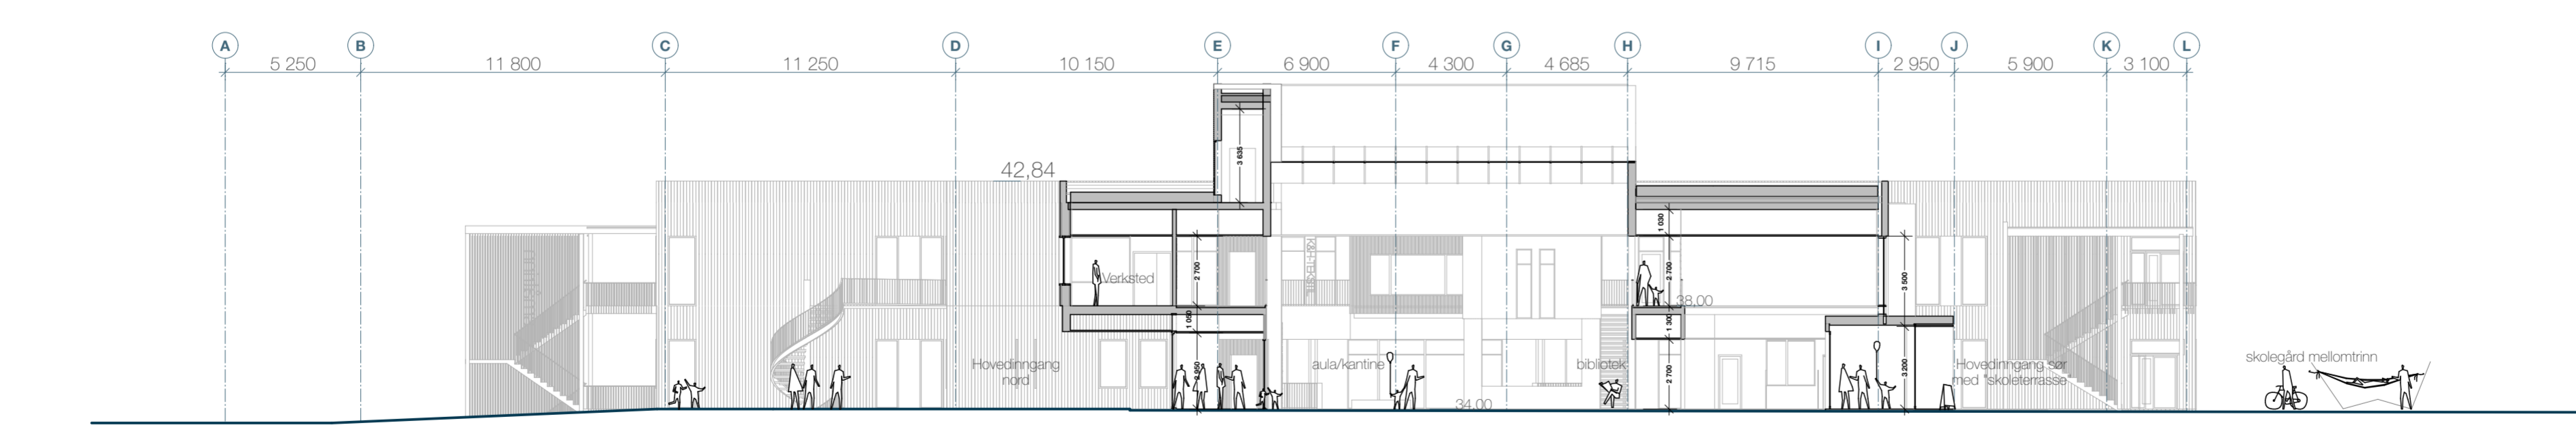 A B C D E F G H I J K L
5 250 11 800 11 250 10 150 6 900 4 300 4 685 9 715 2 950 5 900 3 100
42,84
3 635
1 030
2 700
2 700
3 500
Verksted
38,00
1 050
1 300
2 950
2 700
3 200
Hovedinngang
nord
aula/kantine
bibliotek
Hovedinngang sør
med "skoleterrasse
skolegård mellomtrinn
34,00